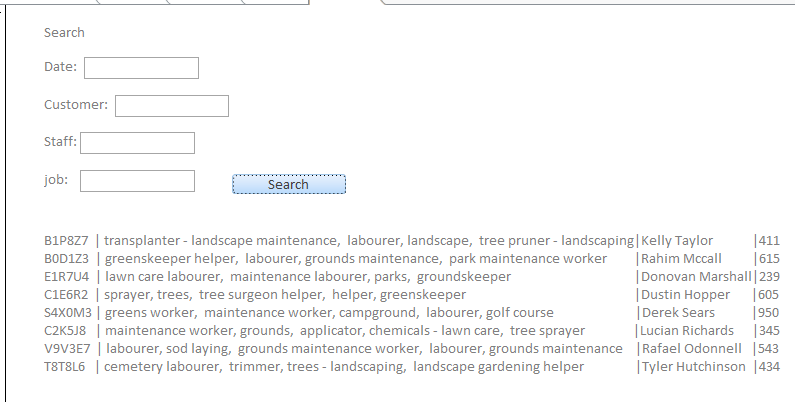 Search
Date:
Customer:
Staff:
job:
Search
B1P8Z7 | transplanter - landscape maintenance, labourer, landscape, tree pruner - landscaping|Kelly Taylor |411
B0D1Z3 | greenskeeper helper, labourer, grounds maintenance, park maintenance worker |Rahim Mccall |615
E1R7U4 | lawn care labourer, maintenance labourer, parks, groundskeeper |Donovan Marshall|239
C1E6R2 | sprayer, trees, tree surgeon helper, helper, greenskeeper |Dustin Hopper |605
S4X0M3 | greens worker, maintenance worker, campground, labourer, golf course |Derek Sears |950
C2K5J8 | maintenance worker, grounds, applicator, chemicals - lawn care, tree sprayer |Lucian Richards |345
V9V3E7 | labourer, sod laying, grounds maintenance worker, labourer, grounds maintenance |Rafael Odonnell |543
T8T8L6 | cemetery labourer, trimmer, trees - landscaping, landscape gardening helper |Tyler Hutchinson |434